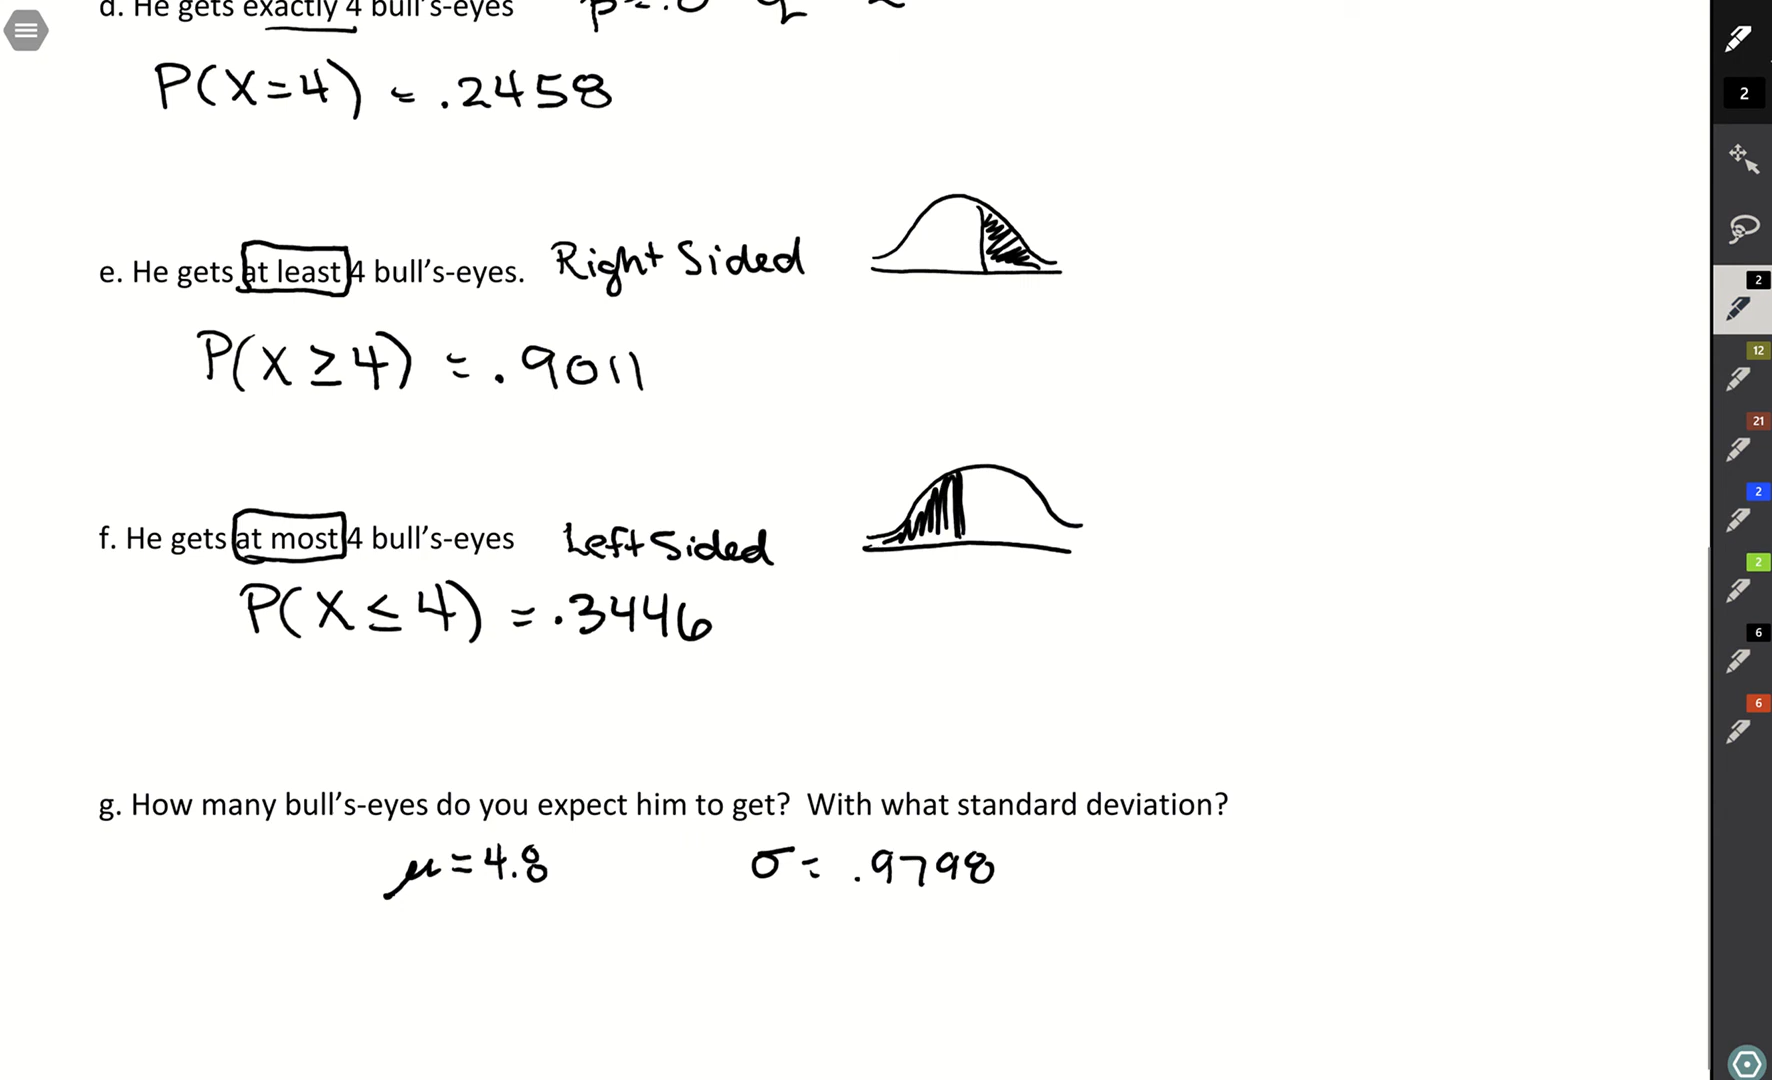 d. He gets exactly 4 bull's-eyes
P(X=4) = .2458
e. He gets at least 4 bull's-eyes. Right Sided
P(X ≥ 4) = .9011
f. He gets at most 4 bull's-eyes Left Sided
P(X ≤ 4) = .3446
g. How many bull's-eyes do you expect him to get? With what standard deviation?
μ = 4.8 σ = .9798
2
2
12
21
2
2
6
6